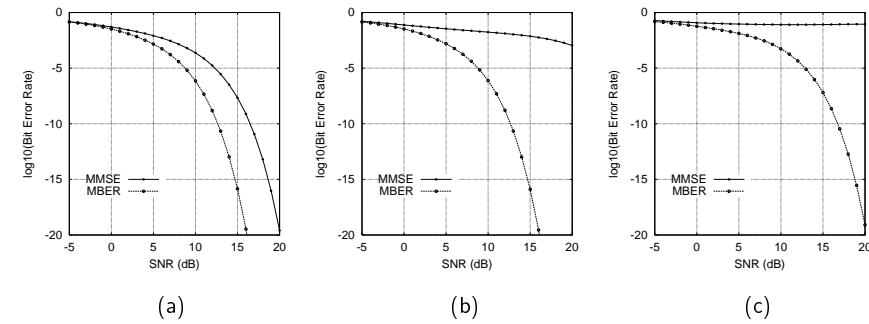 0
-5
-10
-15
-20
-5 0 5 10 15 20
log10(Bit Error Rate)
SNR (dB)
MMSE
MBER
(a)
0
-5
-10
-15
-20
-5 0 5 10 15 20
log10(Bit Error Rate)
SNR (dB)
MMSE
MBER
(b)
0
-5
-10
-15
-20
-5 0 5 10 15 20
log10(Bit Error Rate)
SNR (dB)
MMSE
MBER
(c)